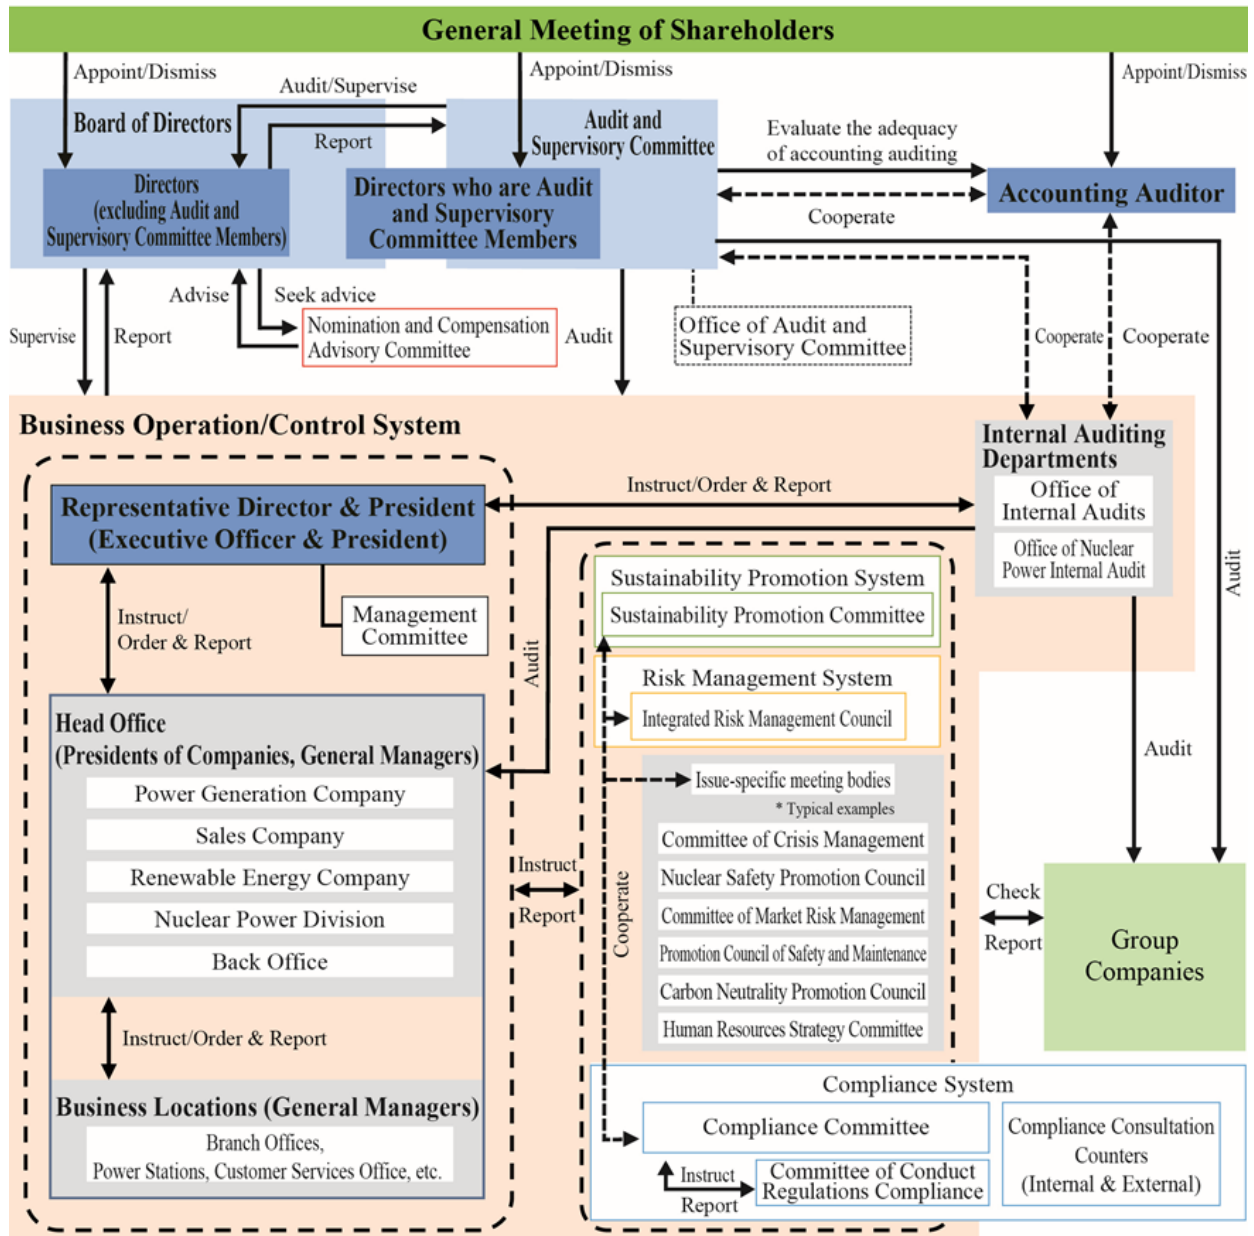 General Meeting of Shareholders
Appoint/Dismiss
Appoint/Dismiss
Appoint/Dismiss
Audit/Supervise
Board of Directors
Report
Audit and
Supervisory Committee
Evaluate the adequacy
of accounting auditing
Directors
(excluding Audit and
Supervisory Committee Members)
Directors who are Audit
and Supervisory
Committee Members
Accounting Auditor
Cooperate
Advise
Seek advice
Supervise
Report
Nomination and Compensation
Advisory Committee
Audit
Office of Audit and
Supervisory Committee
Cooperate
Cooperate
Business Operation/Control System
Internal Auditing
Departments
Office of
Internal Audits
Office of Nuclear
Power Internal Audit
Representative Director & President
(Executive Officer & President)
Instruct/Order & Report
Audit
Instruct/
Order & Report
Management
Committee
Audit
Sustainability Promotion System
Sustainability Promotion Committee
Risk Management System
Integrated Risk Management Council
Head Office
(Presidents of Companies, General Managers)
Power Generation Company
Sales Company
Renewable Energy Company
Nuclear Power Division
Back Office
Issue-specific meeting bodies
* Typical examples
Committee of Crisis Management
Nuclear Safety Promotion Council
Committee of Market Risk Management
Promotion Council of Safety and Maintenance
Carbon Neutrality Promotion Council
Human Resources Strategy Committee
Audit
Instruct
Report
Cooperate
Check
Report
Group
Companies
Instruct/Order & Report
Business Locations (General Managers)
Branch Offices,
Power Stations, Customer Services Office, etc.
Compliance System
Compliance Committee
Instruct
Report
Committee of Conduct
Regulations Compliance
Compliance Consultation
Counters
(Internal & External)